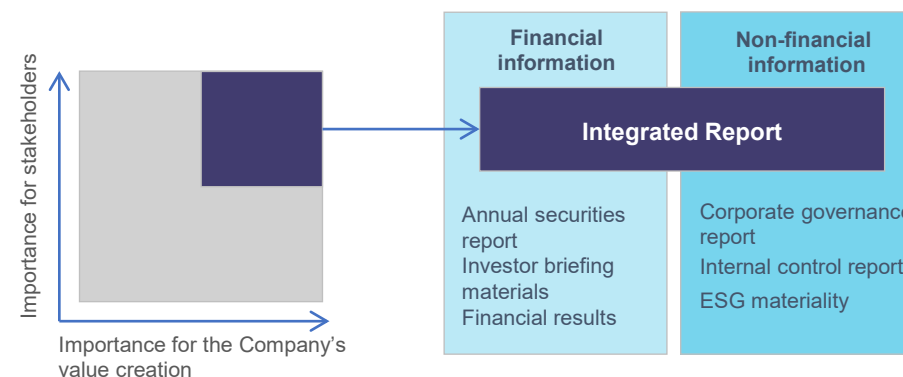 Importance for stakeholders
Importance for the Company's
value creation
Financial
information
Non-financial
information
Integrated Report
Annual securities
report
Investor briefing
materials
Financial results
Corporate governance
report
Internal control report
ESG materiality